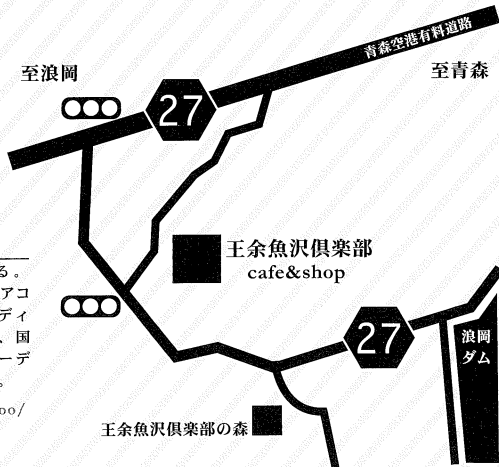 青森空港有料道路
至浪岡
至青森
27
王余魚沢倶楽部
cafe&shop
る。
アコ
ディ
、国
ーデ
。
oo/
27
浪岡
ダム
王余魚沢倶楽部の森